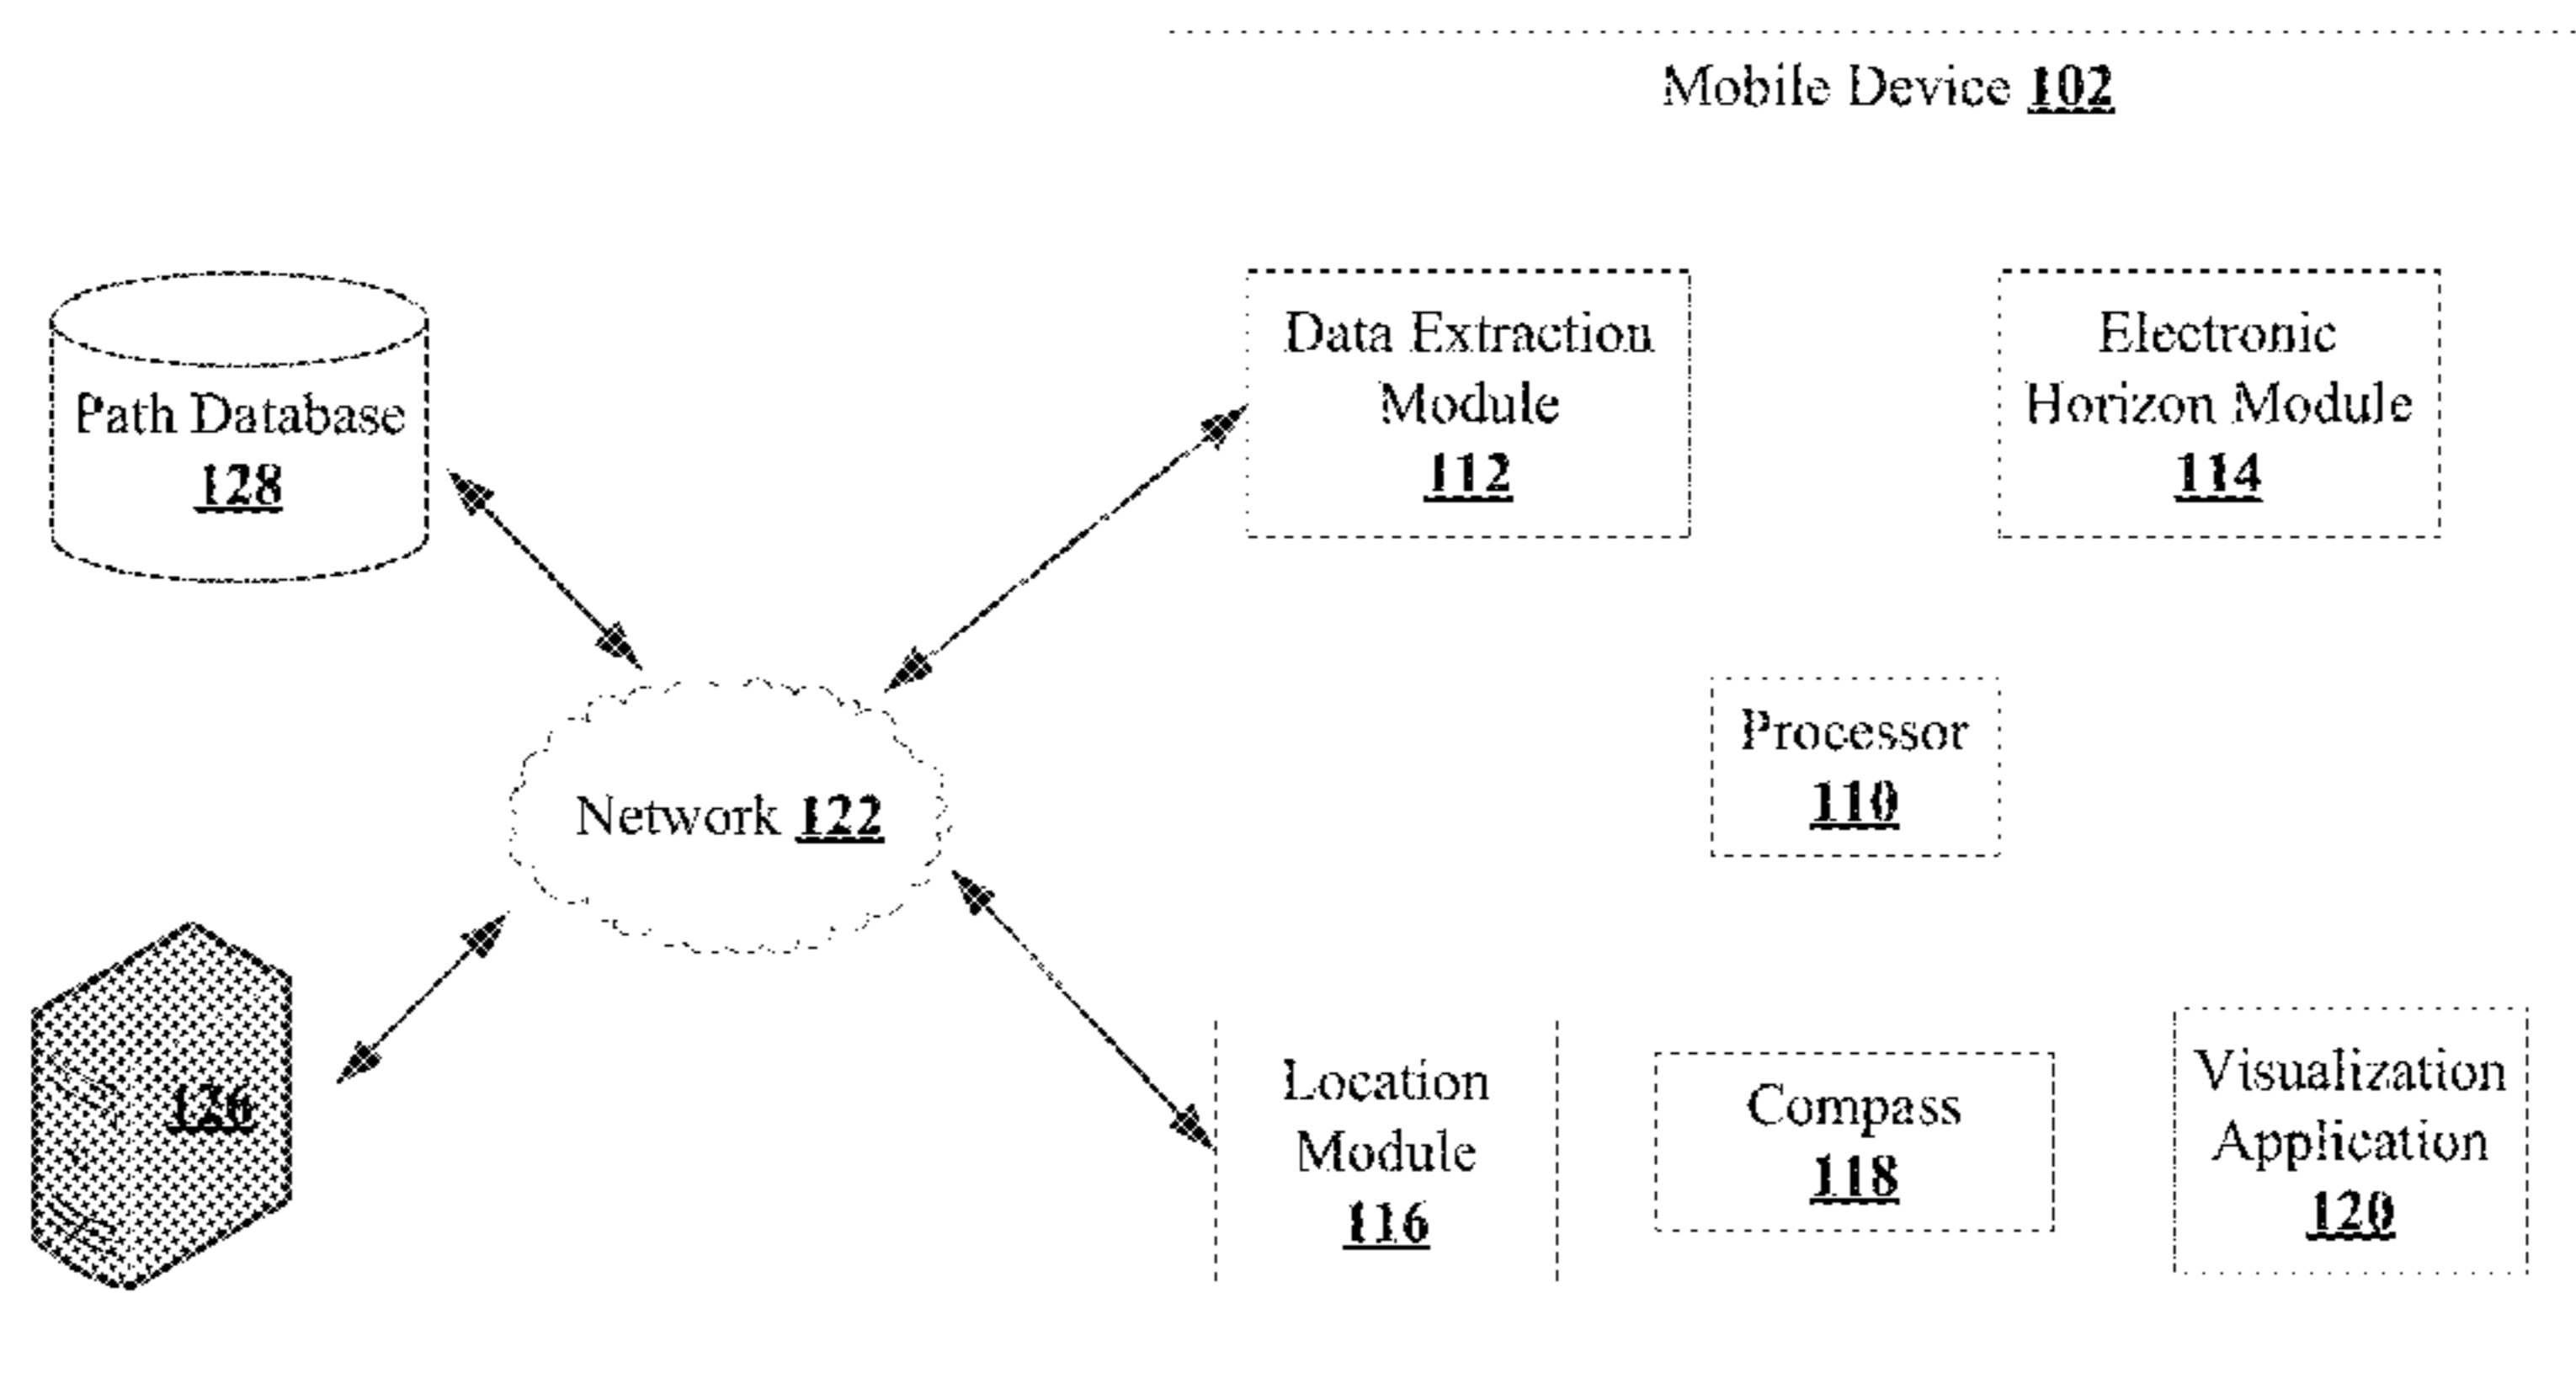 Mobile Device 102
Path Database
128
Data Extraction
Module
112
Electronic
Horizon Module
114
Processor
110
Network 122
126
Location
Module
116
Compass
118
Visualization
Application
120